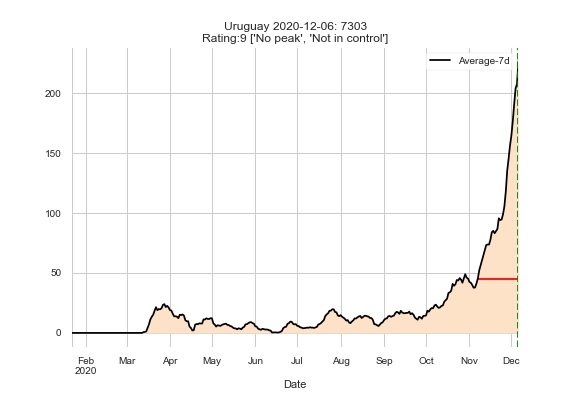 Uruguay 2020-12-06: 7303
Rating:9 ['No peak', 'Not in control']
Average-7d
200
150
100
50
0
Feb Mar Apr May Jun Jul Aug Sep Oct Nov Dec
2020
Date